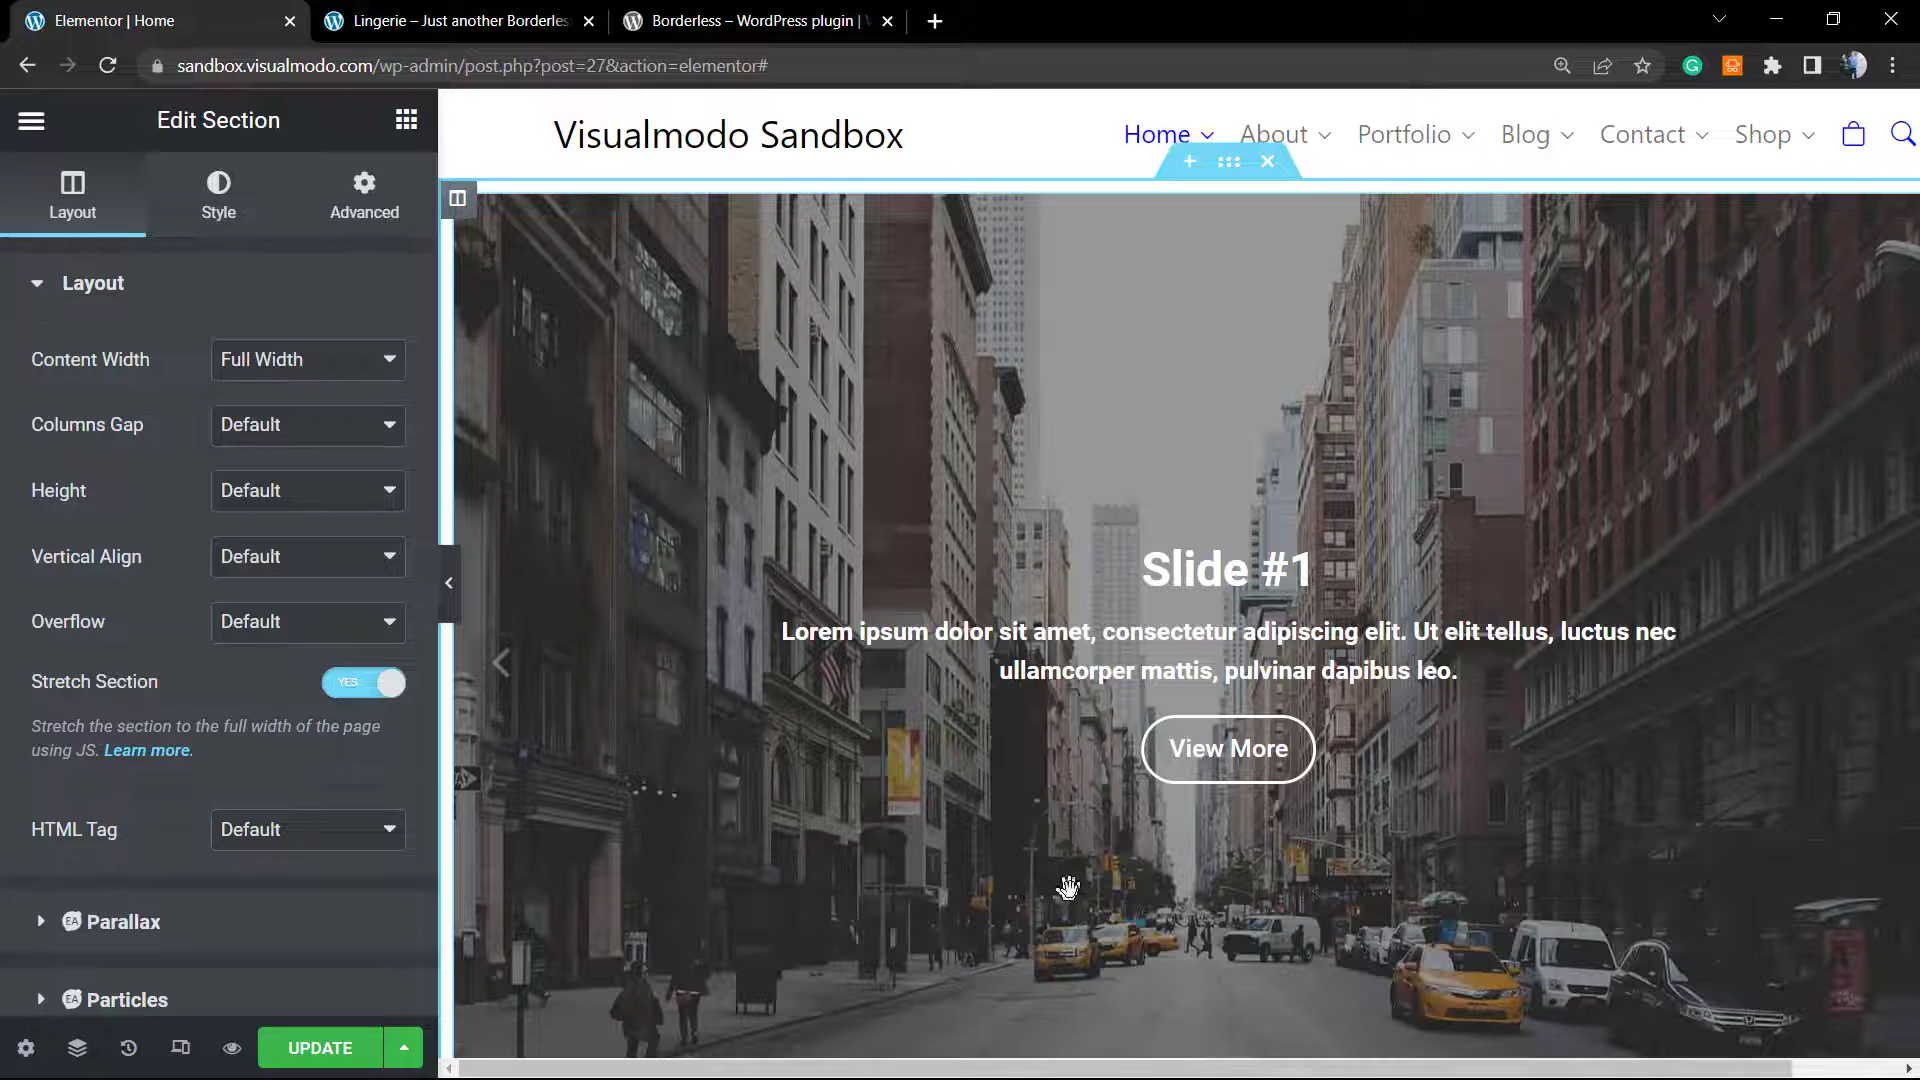 Elementor | Home
Lingerie – Just another Borderles
Borderless – WordPress plugin |
sandbox.visualmodo.com/wp-admin/post.php?post=27&action=elementor#
Edit Section
Layout
Style
Advanced
Layout
Content Width
Full Width
Columns Gap
Default
Height
Default
Vertical Align
Default
Overflow
Default
Stretch Section
YES
Stretch the section to the full width of the page
using JS. Learn more.
HTML Tag
Default
EA Parallax
EA Particles
UPDATE
Visualmodo Sandbox
Home
About
Portfolio
Blog
Contact
Shop
Slide #1
Lorem ipsum dolor sit amet, consectetur adipiscing elit. Ut elit tellus, luctus nec
ullamcorper mattis, pulvinar dapibus leo.
View More